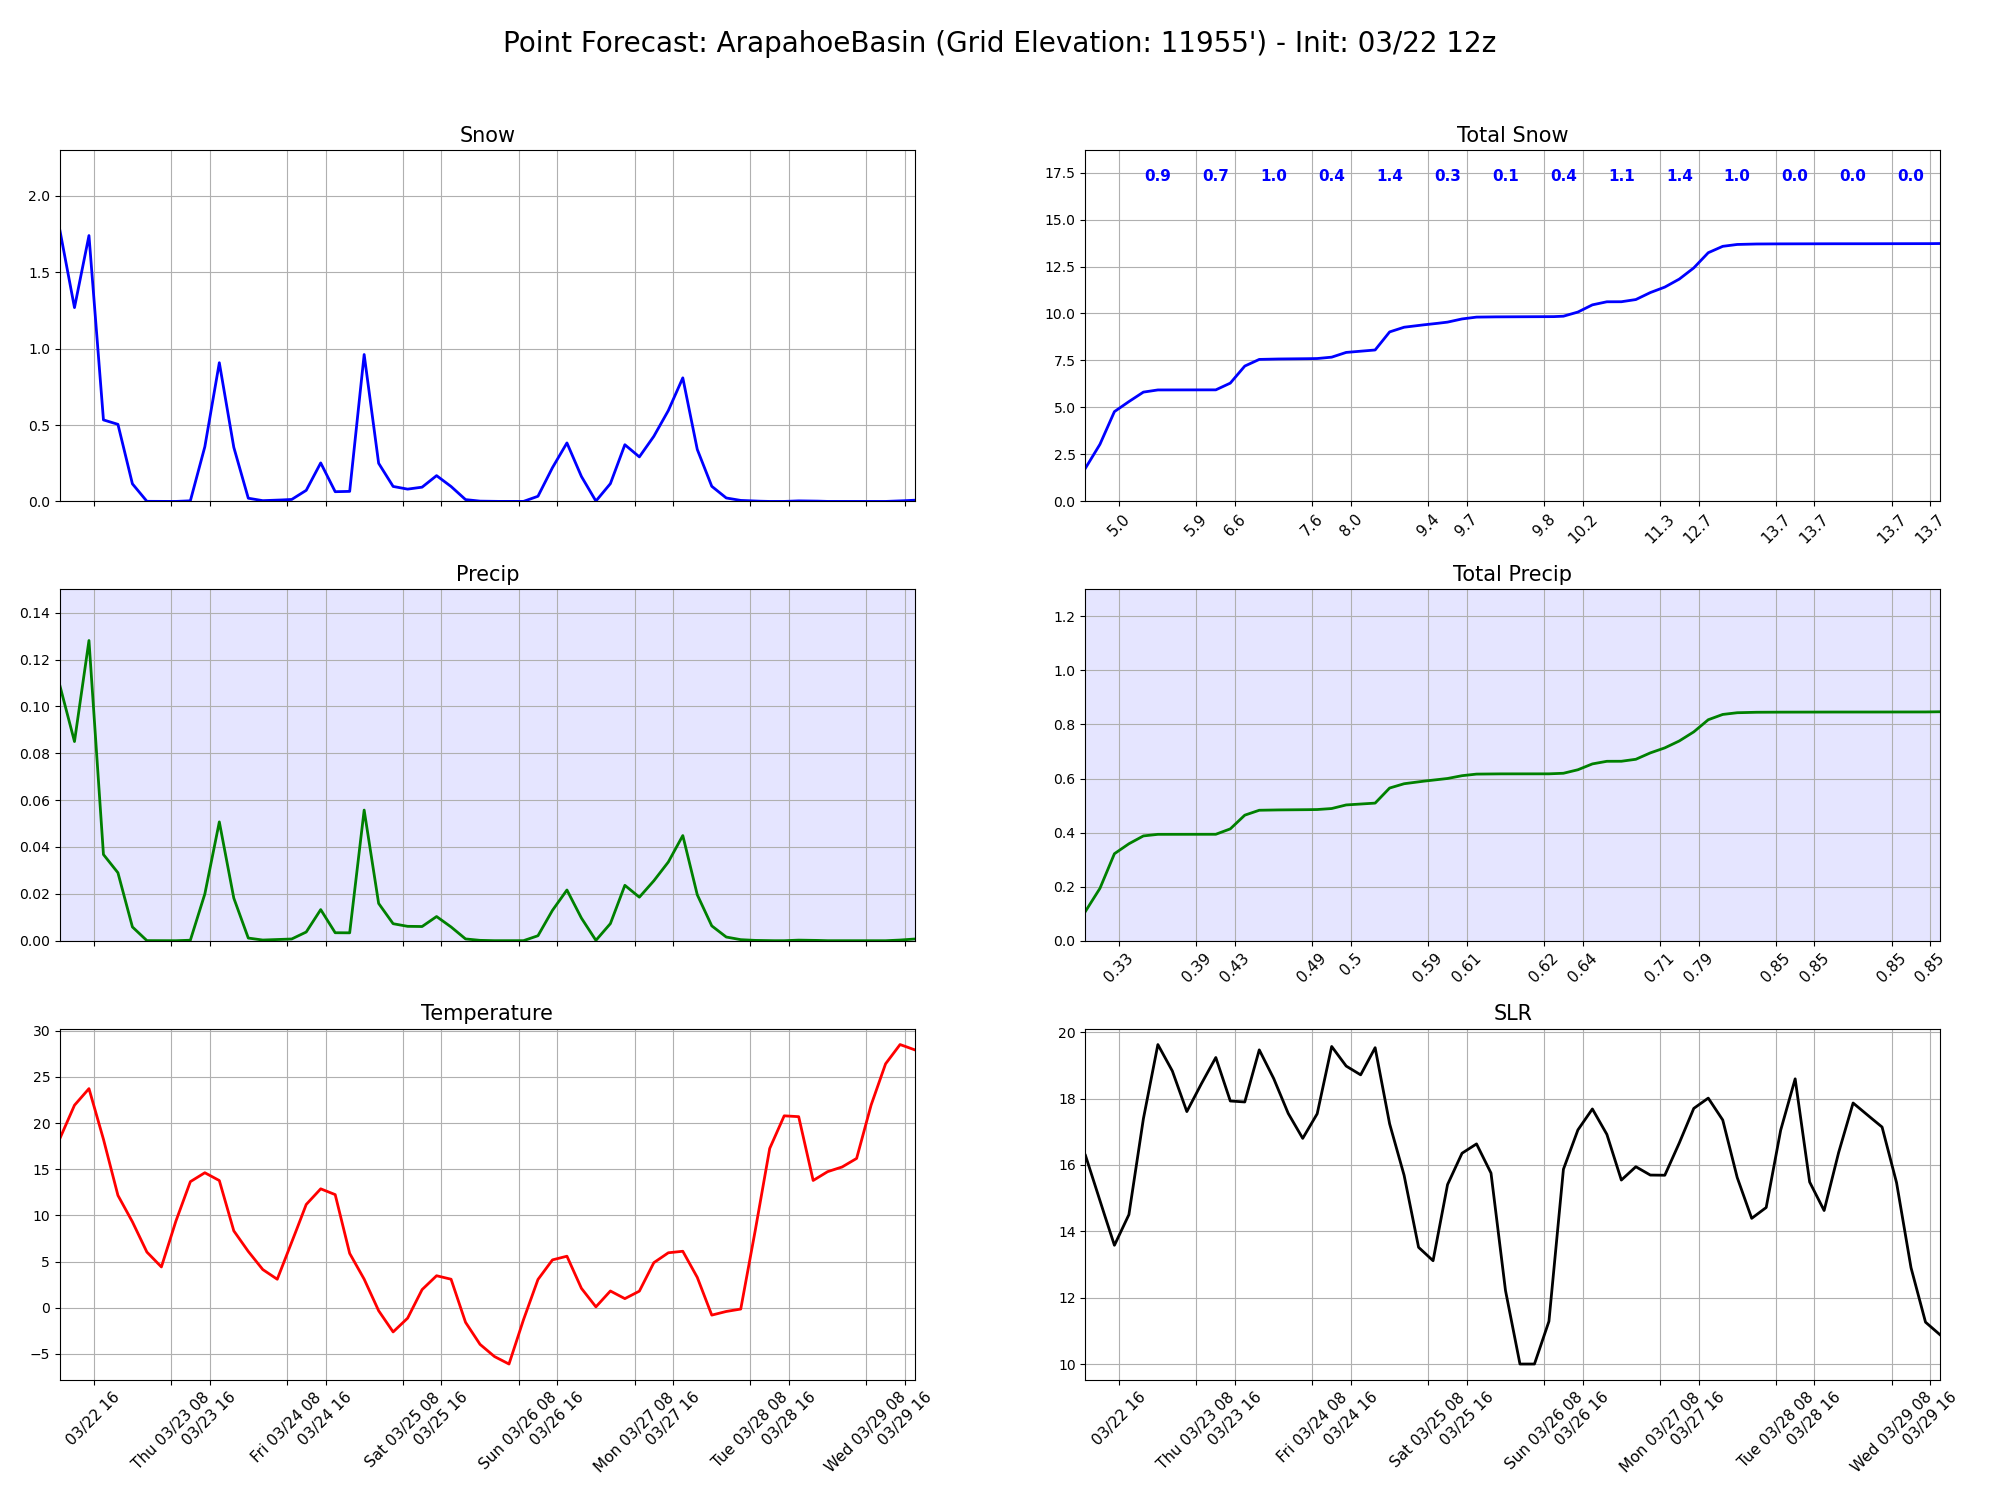 Point Forecast: ArapahoeBasin (Grid Elevation: 11955') - Init: 03/22 12z
Snow
2.0
1.5
1.0
0.5
0.0
Total Snow
17.5
15.0
12.5
10.0
7.5
5.0
2.5
0.0
0.9 0.7 1.0 0.4 1.4 0.3 0.1 0.4 1.1 1.4 1.0 0.0 0.0 0.0
5.0 5.9 6.6 7.6 8.0 9.4 9.7 9.8 10.2 11.3 12.7 13.7 13.7 13.7 13.7
Precip
0.14
0.12
0.10
0.08
0.06
0.04
0.02
0.00
Total Precip
1.2
1.0
0.8
0.6
0.4
0.2
0.0
0.33 0.39 0.43 0.49 0.5 0.59 0.61 0.62 0.64 0.71 0.79 0.85 0.85 0.85 0.85
Temperature
30
25
20
15
10
5
0
−5
03/22 16
Thu 03/23 08
03/23 16
Fri 03/24 08
03/24 16
Sat 03/25 08
03/25 16
Sun 03/26 08
03/26 16
Mon 03/27 08
03/27 16
Tue 03/28 08
03/28 16
Wed 03/29 08
03/29 16
SLR
20
18
16
14
12
10
03/22 16
Thu 03/23 08
03/23 16
Fri 03/24 08
03/24 16
Sat 03/25 08
03/25 16
Sun 03/26 08
03/26 16
Mon 03/27 08
03/27 16
Tue 03/28 08
03/28 16
Wed 03/29 08
03/29 16